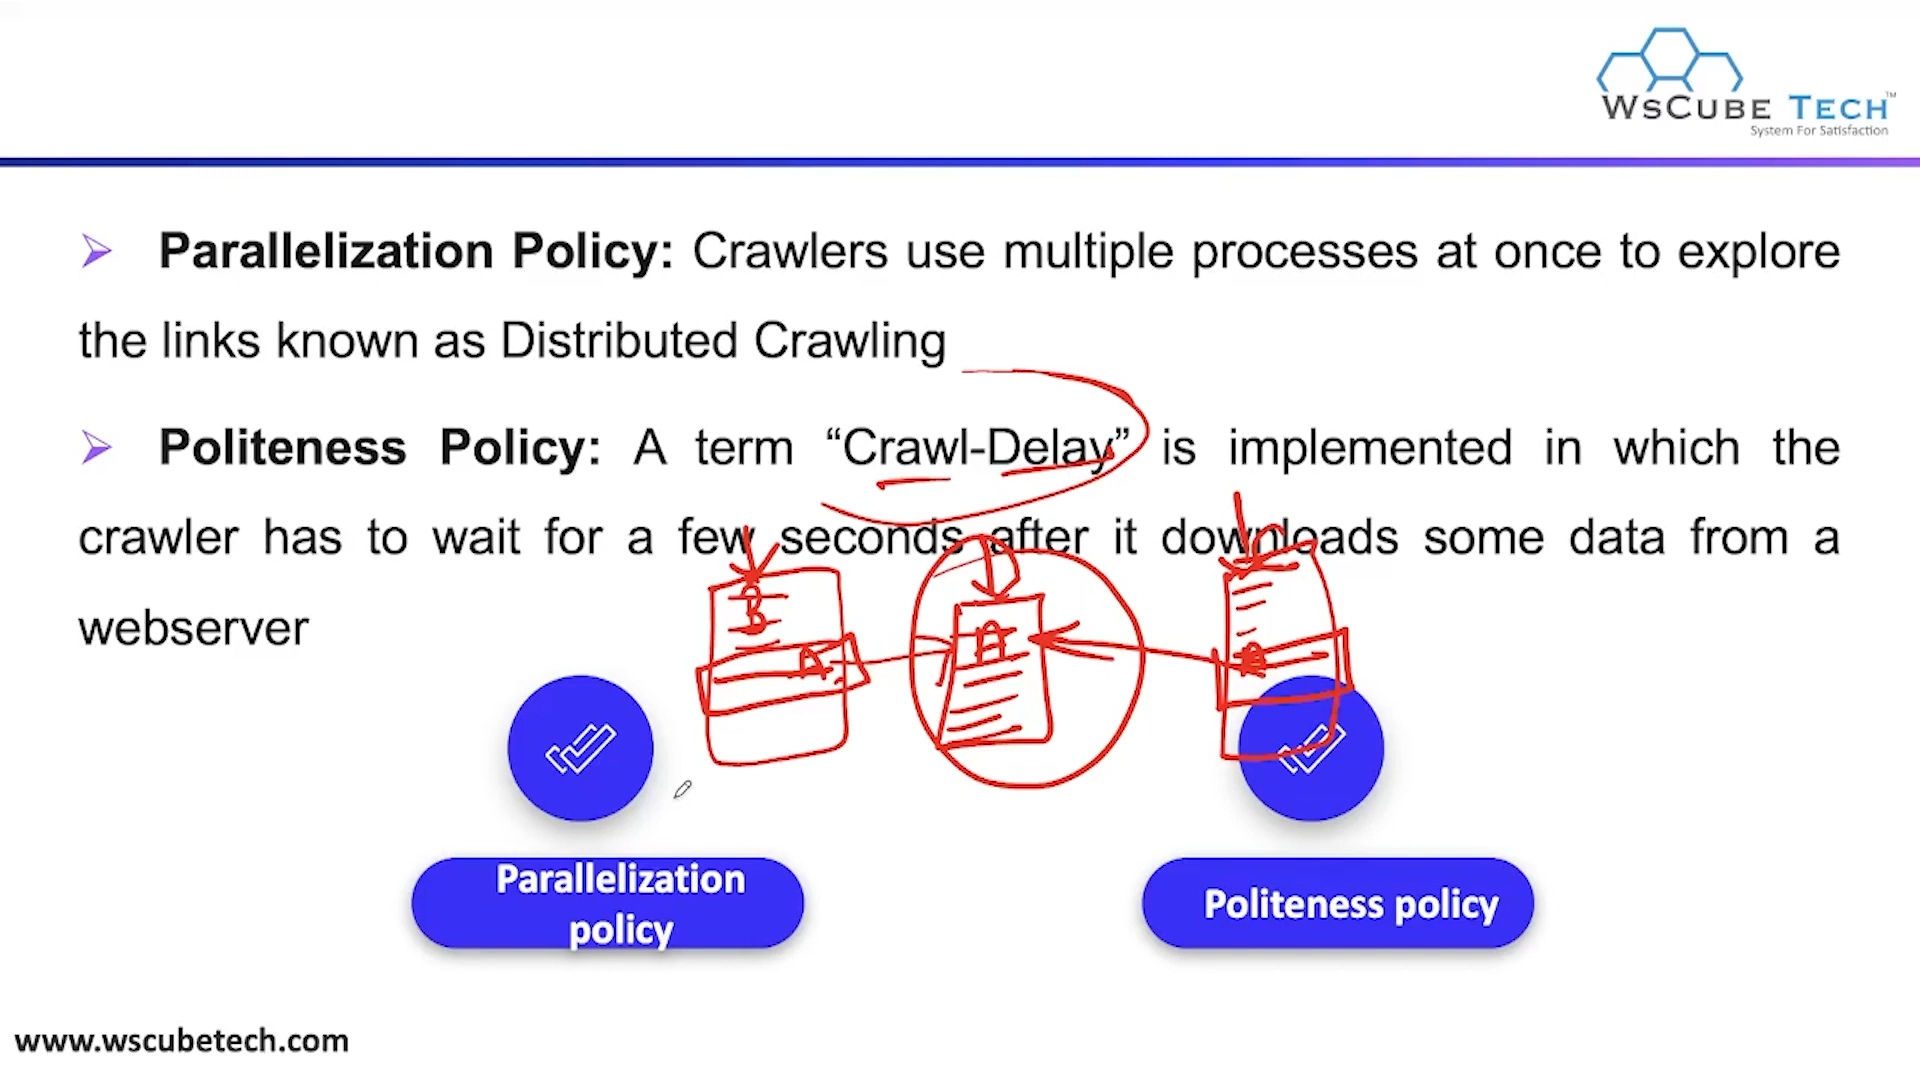 WsCube Tech™
System For Satisfaction
➢ Parallelization Policy: Crawlers use multiple processes at once to explore
the links known as Distributed Crawling
➢ Politeness Policy: A term “Crawl-Delay” is implemented in which the
crawler has to wait for a few seconds after it downloads some data from a
webserver
B
A
A
Parallelization
policy
Politeness policy
www.wscubetech.com